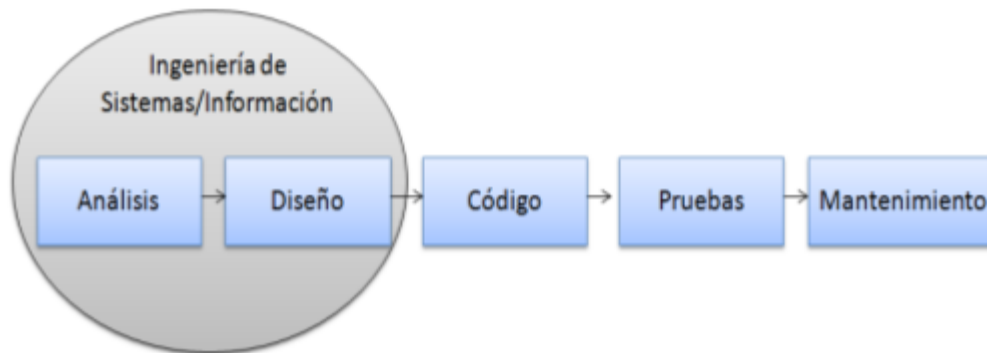 Ingeniería de
Sistemas/Información
Análisis
Diseño
Código
Pruebas
Mantenimiento